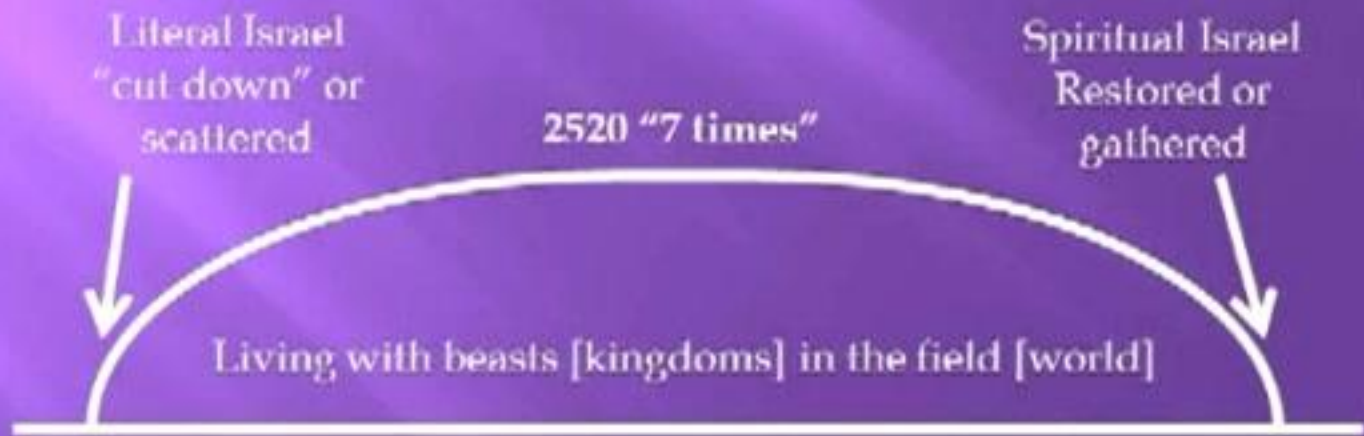 Literal Israel
"cut down" or
scattered
2520 "7 times"
Spiritual Israel
Restored or
gathered
Living with beasts [kingdoms] in the field [world]